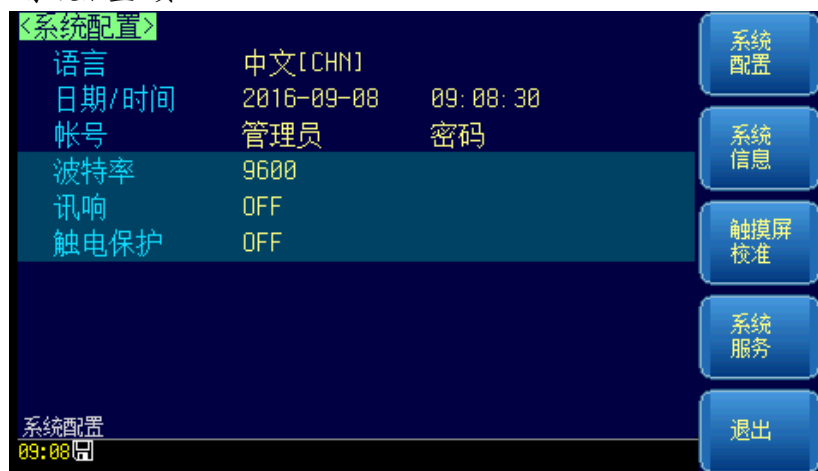 <系统配置>
语言 中文[CHN]
日期/时间 2016-09-08 09:08:30
帐号 管理员 密码
波特率 9600
讯响 OFF
触电保护 OFF
系统配置
09:08
系统
配置
系统
信息
触摸屏
校准
系统
服务
退出